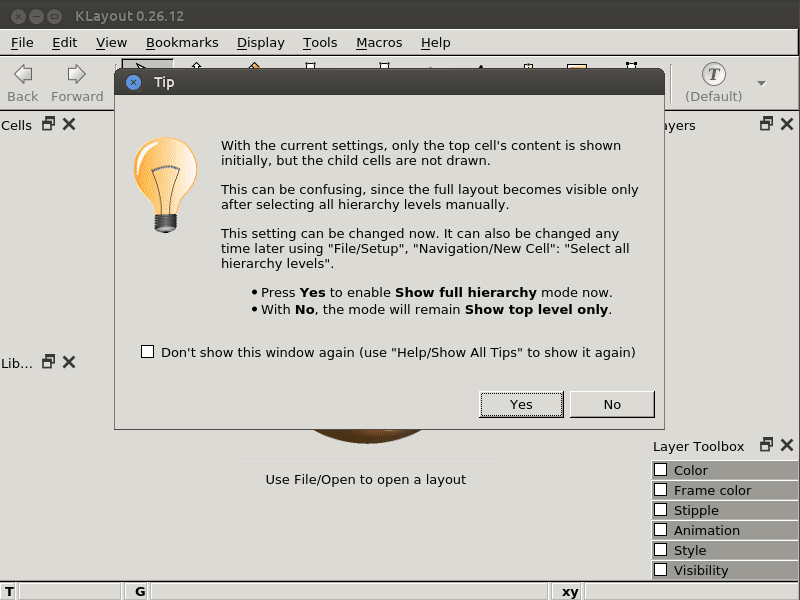 KLayout 0.26.12
File Edit View Bookmarks Display Tools Macros Help
Back Forward
T
(Default)
Cells
Tip
With the current settings, only the top cell's content is shown
initially, but the child cells are not drawn.
This can be confusing, since the full layout becomes visible only
after selecting all hierarchy levels manually.
This setting can be changed now. It can also be changed any
time later using "File/Setup", "Navigation/New Cell": "Select all
hierarchy levels".
• Press Yes to enable Show full hierarchy mode now.
• With No, the mode will remain Show top level only.
Don't show this window again (use "Help/Show All Tips" to show it again)
Yes No
ayers
Lib...
Use File/Open to open a layout
Layer Toolbox
Color
Frame color
Stipple
Animation
Style
Visibility
T G xy